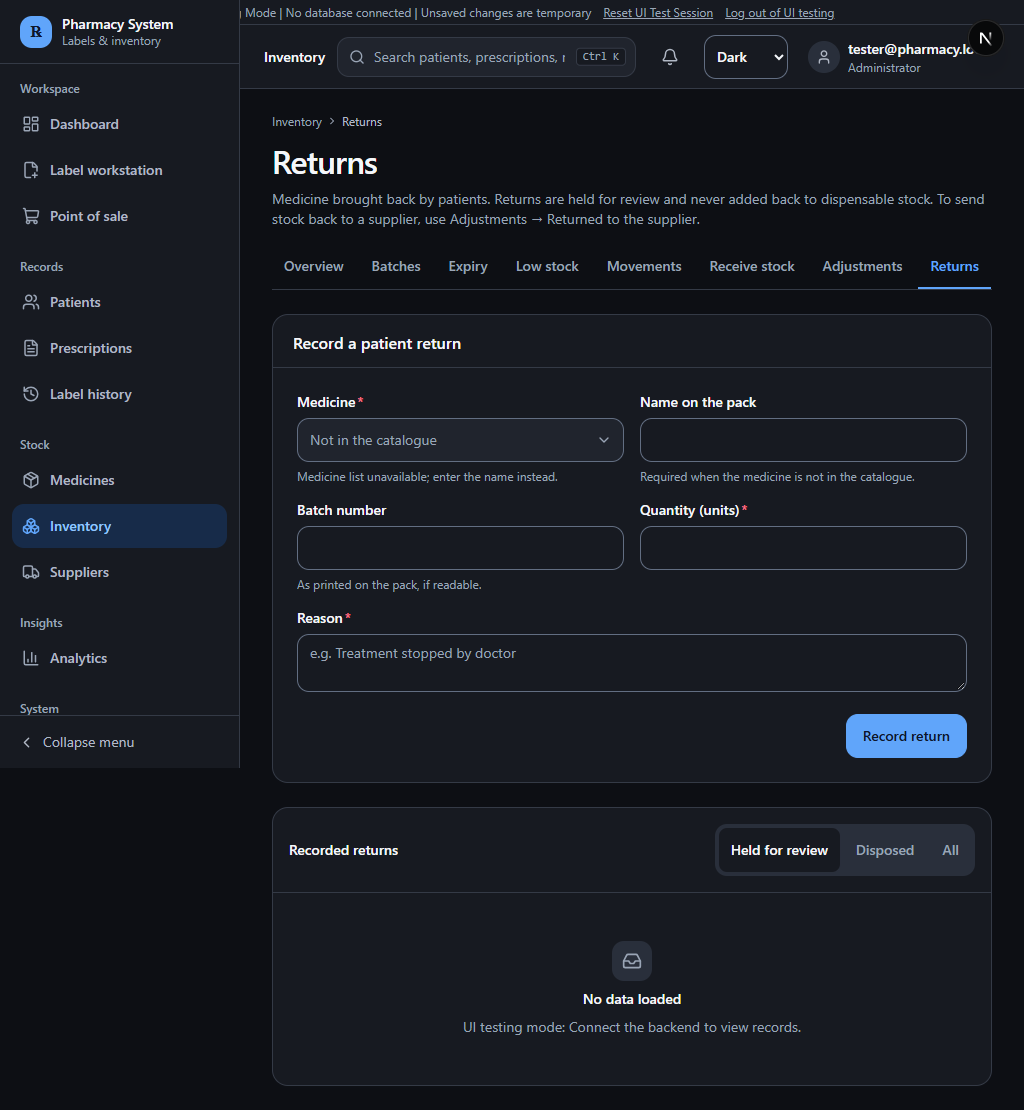 Pharmacy System
Labels & inventory
Mode | No database connected | Unsaved changes are temporary Reset UI Test Session Log out of UI testing
Inventory
Search patients, prescriptions,
Ctrl K
Dark
tester@pharmacy.lo
Administrator
N
Workspace
Dashboard
Label workstation
Point of sale
Records
Patients
Prescriptions
Label history
Stock
Medicines
Inventory
Suppliers
Insights
Analytics
System
Collapse menu
Inventory > Returns
Returns
Medicine brought back by patients. Returns are held for review and never added back to dispensable stock. To send
stock back to a supplier, use Adjustments → Returned to the supplier.
Overview Batches Expiry Low stock Movements Receive stock Adjustments Returns
Record a patient return
Medicine *
Not in the catalogue
Medicine list unavailable; enter the name instead.
Name on the pack
Required when the medicine is not in the catalogue.
Batch number
As printed on the pack, if readable.
Quantity (units) *
Reason *
e.g. Treatment stopped by doctor
Record return
Recorded returns
Held for review Disposed All
No data loaded
UI testing mode: Connect the backend to view records.